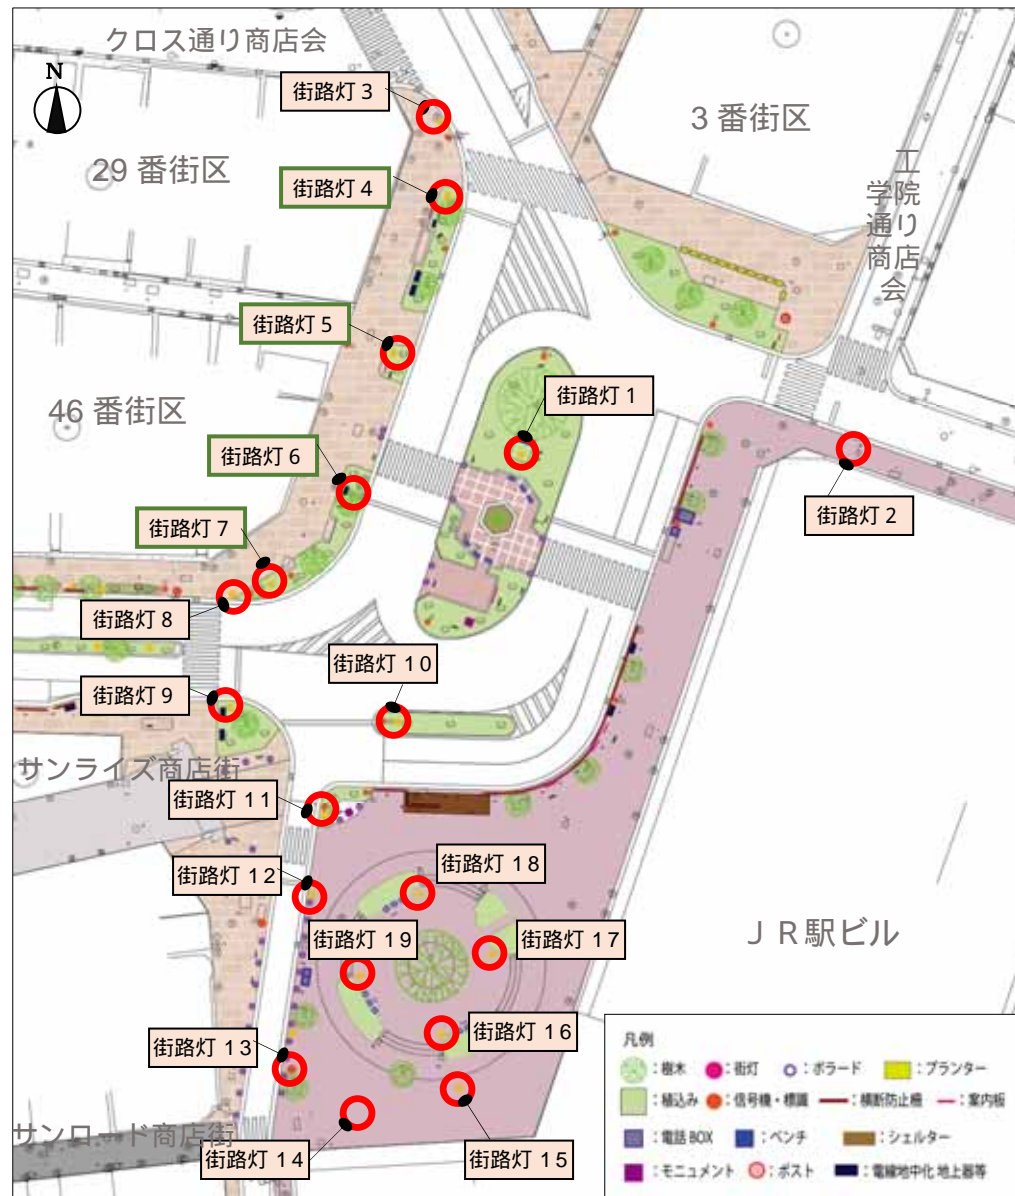 クロス通り商店会
N
街路灯 3
3 番街区
29 番街区
街路灯 4
工
学院
通り
商店
会
街路灯 5
46 番街区
街路灯 1
街路灯 6
街路灯 2
街路灯 7
街路灯 8
街路灯 10
街路灯 9
サンライズ商店街
街路灯 11
街路灯 18
街路灯 12
街路灯 19
街路灯 17
ＪＲ駅ビル
街路灯 16
街路灯 13
サンロード商店街
街路灯 14
街路灯 15
凡例
：樹木 ：街灯 ：ボラード ：プランター
：植込み ：信号機・標識 ：横断防止柵 ：案内板
：電話 BOX ：ベンチ ：シェルター
：モニュメント ：ポスト ：電線地中化 地上器等